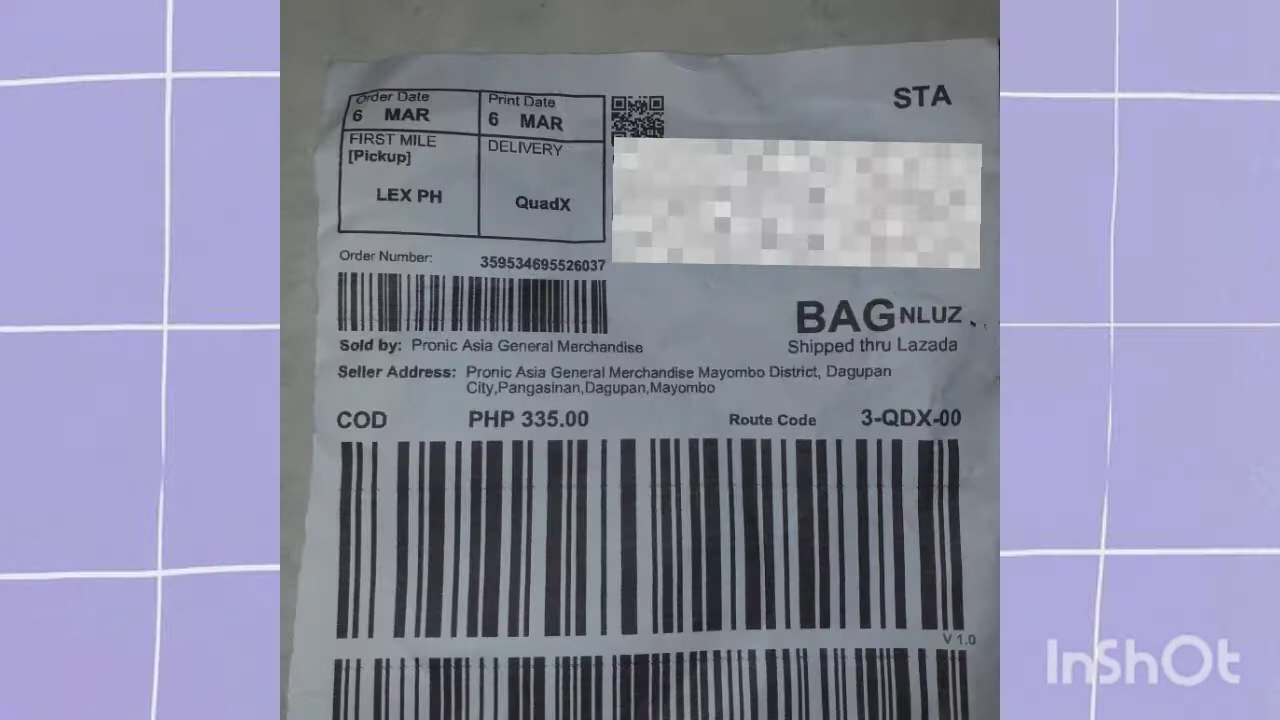 STA
Order Date
6 MAR
Print Date
6 MAR
FIRST MILE
[Pickup]
LEX PH
DELIVERY
QuadX
Order Number: 359534695526037
BAG NLUZ
Shipped thru Lazada
Sold by: Pronic Asia General Merchandise
Seller Address: Pronic Asia General Merchandise Mayombo District, Dagupan
City,Pangasinan,Dagupan,Mayombo
COD PHP 335.00 Route Code 3-QDX-00
V 1.0
InShOt